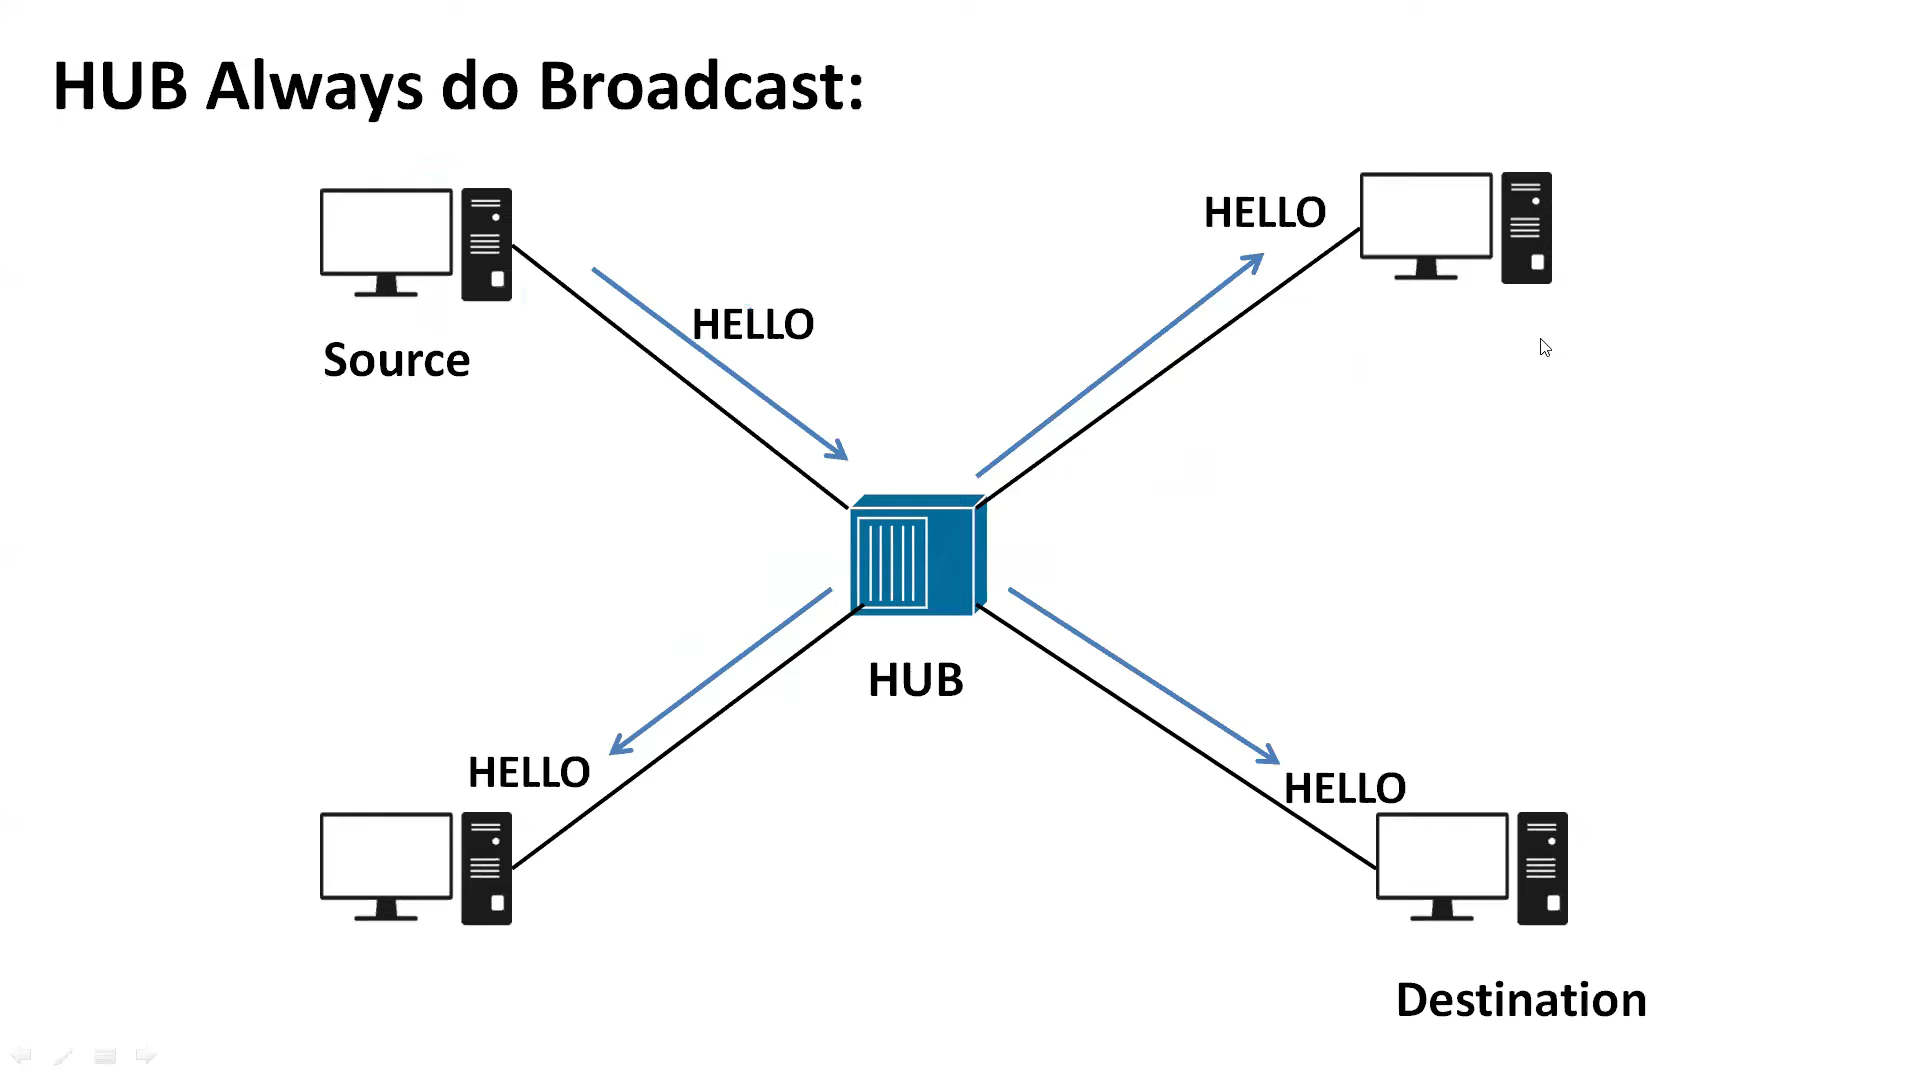 HUB Always do Broadcast:
HELLO
HELLO
Source
HUB
HELLO
HELLO
Destination